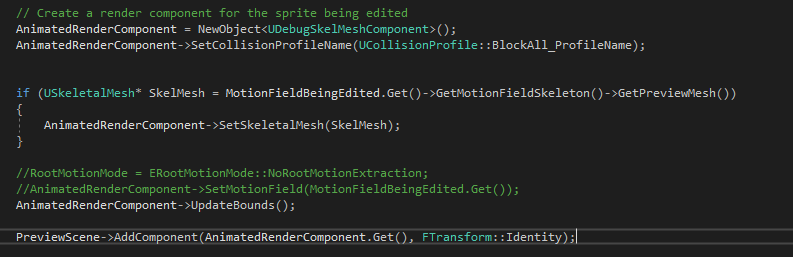 // Create a render component for the sprite being edited
AnimatedRenderComponent = NewObject<UDebugSkelMeshComponent>();
AnimatedRenderComponent->SetCollisionProfileName(UCollisionProfile::BlockAll_ProfileName);
if (USkeletalMesh* SkelMesh = MotionFieldBeingEdited.Get()->GetMotionFieldSkeleton()->GetPreviewMesh())
{
AnimatedRenderComponent->SetSkeletalMesh(SkelMesh);
}
//RootMotionMode = ERootMotionMode::NoRootMotionExtraction;
//AnimatedRenderComponent->SetMotionField(MotionFieldBeingEdited.Get());
AnimatedRenderComponent->UpdateBounds();
PreviewScene->AddComponent(AnimatedRenderComponent.Get(), FTransform::Identity);